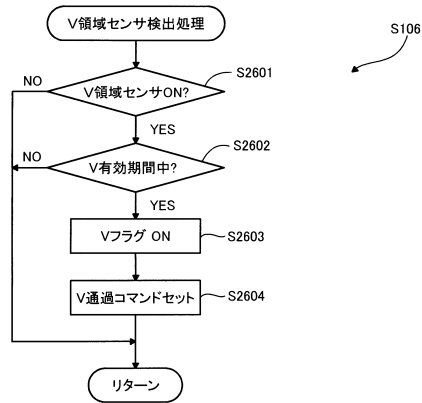 V領域センサ検出処理
S106
NO
S2601
V領域センサON?
YES
NO
S2602
V有効期間中?
YES
Vフラグ ON
S2603
V通過コマンドセット
S2604
リターン